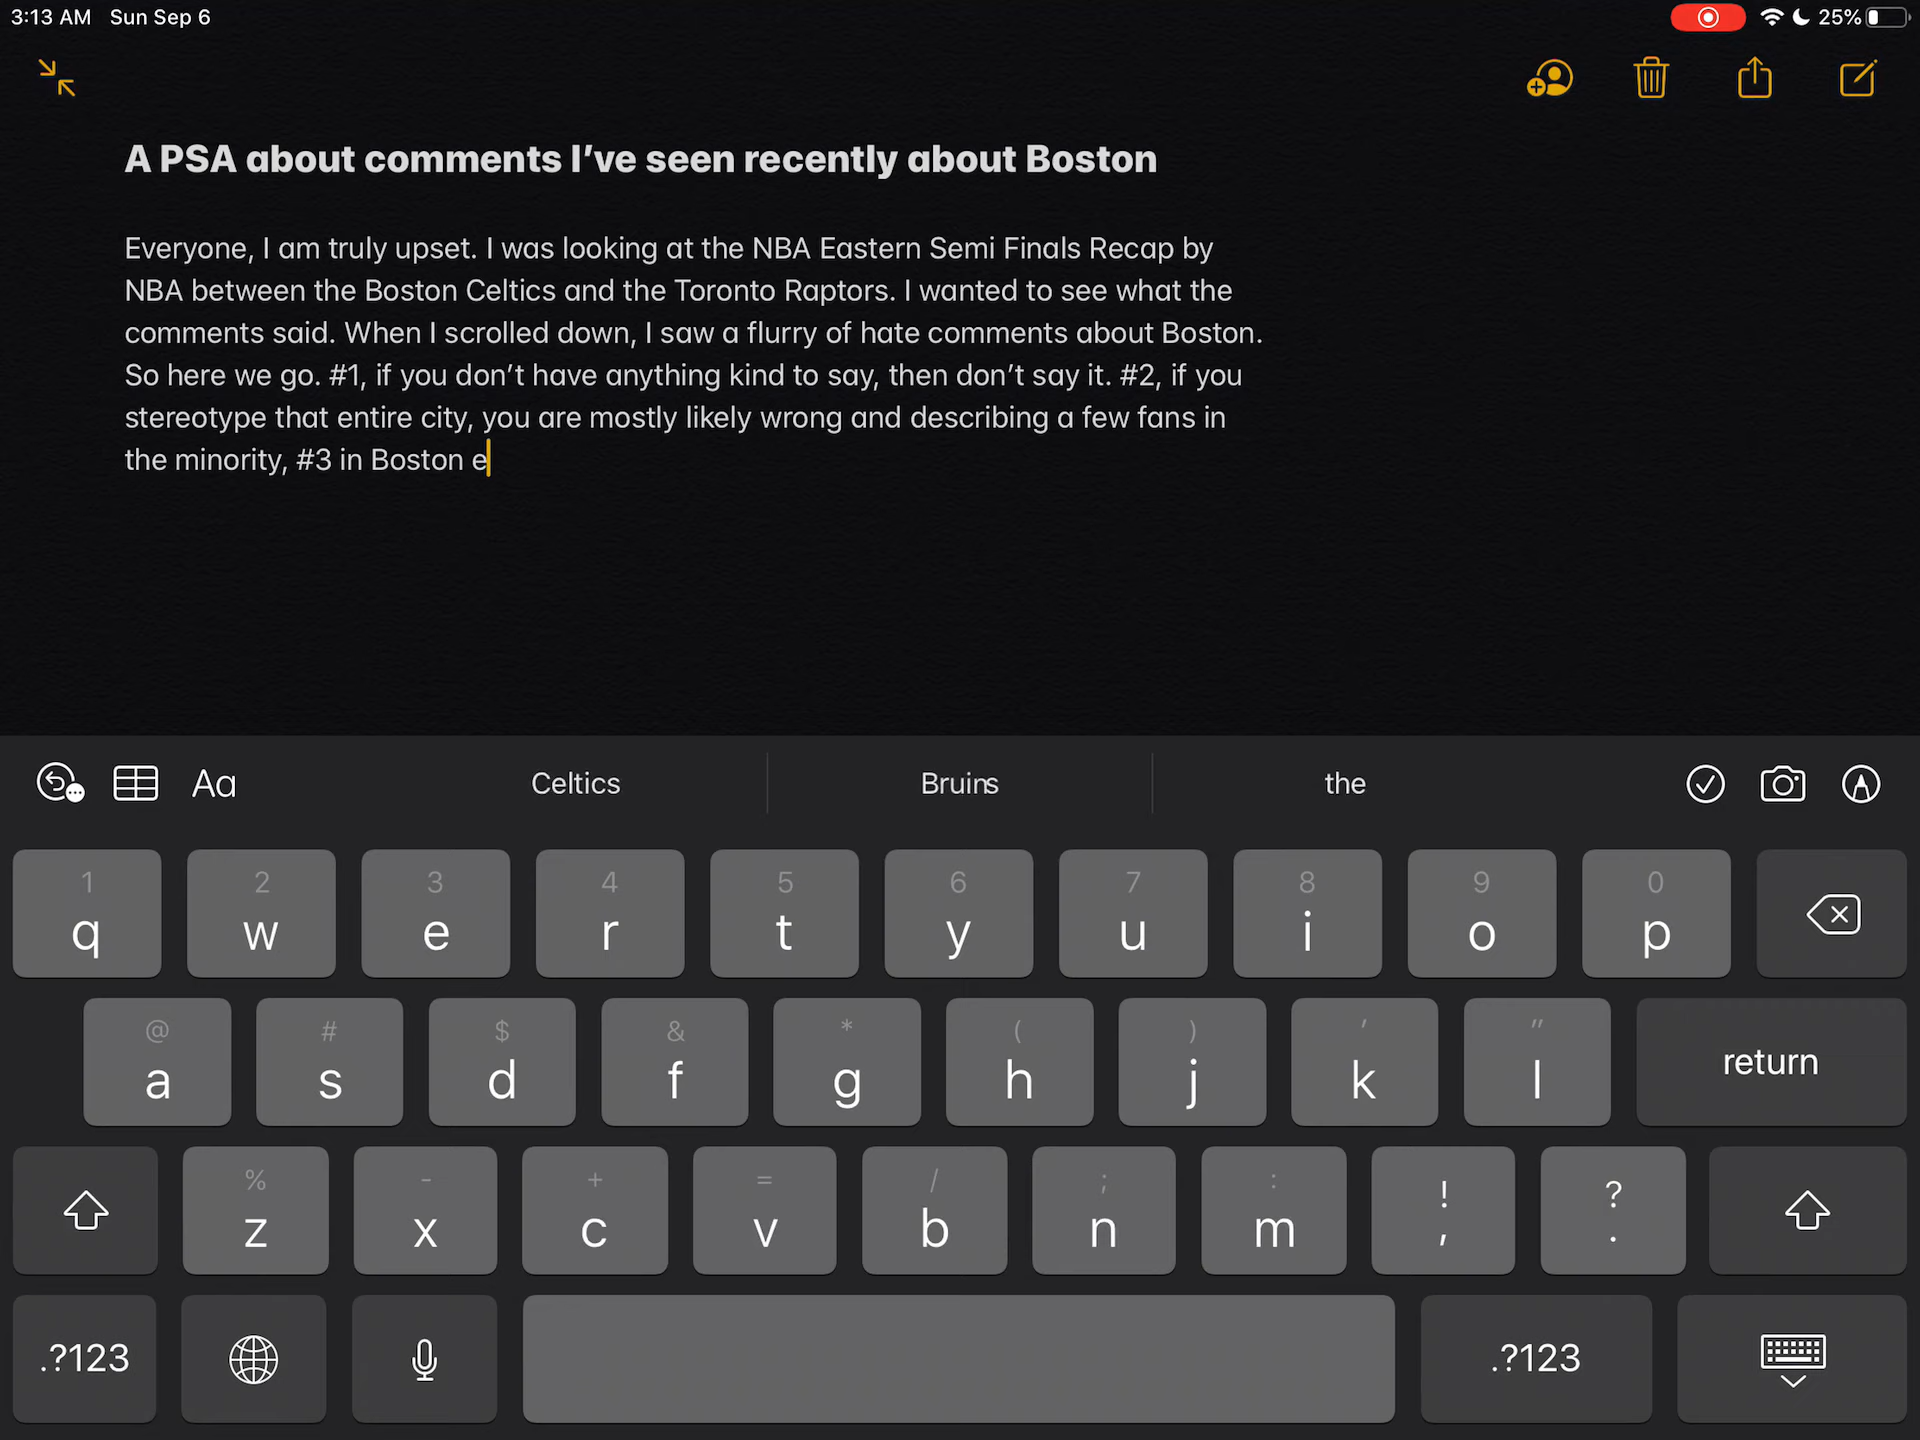 3:13 AM Sun Sep 6
25%
A PSA about comments I’ve seen recently about Boston
Everyone, I am truly upset. I was looking at the NBA Eastern Semi Finals Recap by
NBA between the Boston Celtics and the Toronto Raptors. I wanted to see what the
comments said. When I scrolled down, I saw a flurry of hate comments about Boston.
So here we go. #1, if you don’t have anything kind to say, then don’t say it. #2, if you
stereotype that entire city, you are mostly likely wrong and describing a few fans in
the minority, #3 in Boston e
Aa Celtics Bruins the
1 2 3 4 5 6 7 8 9 0
q w e r t y u i o p
@ # $ & * ( ) ’ ”
a s d f g h j k l return
% - + = / ; : ! ?
z x c v b n m , .
.?123 .?123